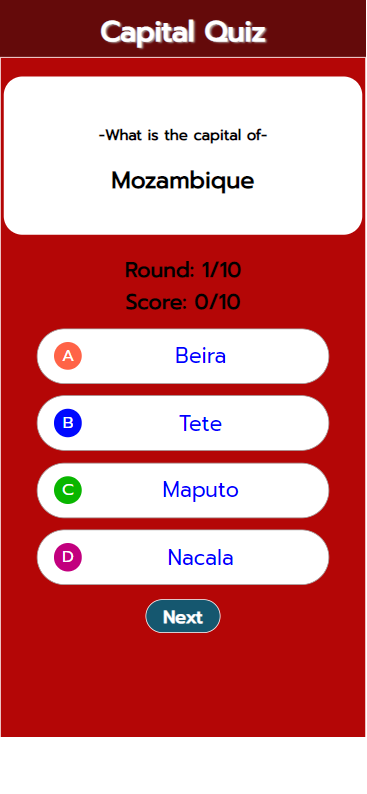 Capital Quiz
-What is the capital of-
Mozambique
Round: 1/10
Score: 0/10
A Beira
B Tete
C Maputo
D Nacala
Next